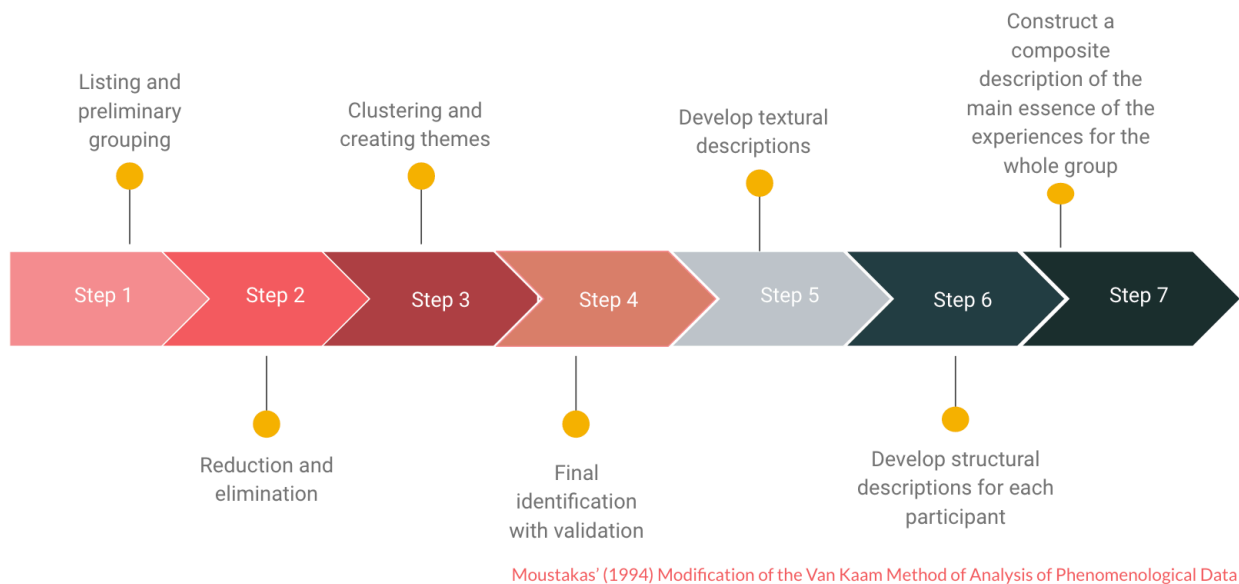 Listing and
preliminary
grouping
Clustering and
creating themes
Develop textural
descriptions
Construct a
composite
description of the
main essence of the
experiences for the
whole group
Step 1
Step 2
Step 3
Step 4
Step 5
Step 6
Step 7
Reduction and
elimination
Final
identification
with validation
Develop structural
descriptions for each
participant
Moustakas' (1994) Modification of the Van Kaam Method of Analysis of Phenomenological Data